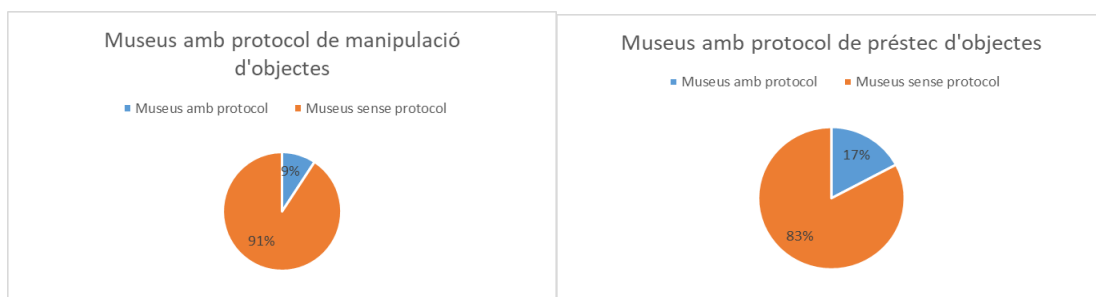 Museus amb protocol de manipulació
d'objectes
Museus amb protocol
Museus sense protocol
9%
91%
Museus amb protocol de préstec d'objectes
Museus amb protocol
Museus sense protocol
17%
83%